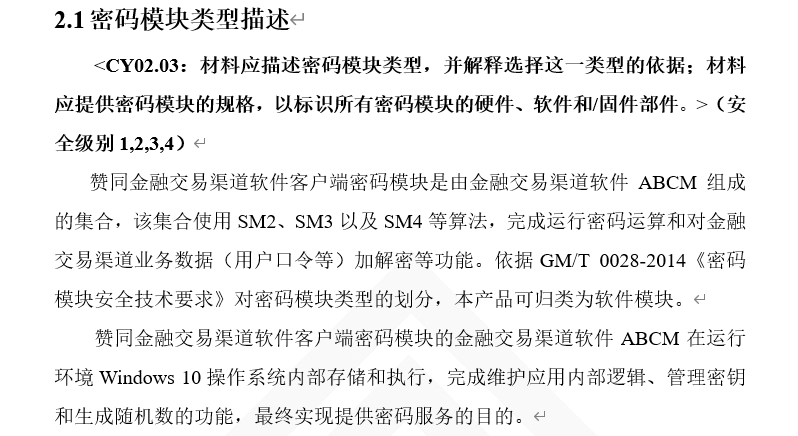 2.1 密码模块类型描述
<CY02.03：材料应描述密码模块类型，并解释选择这一类型的依据；材料
应提供密码模块的规格，以标识所有密码模块的硬件、软件和/固件部件。>（安
全级别 1,2,3,4）
赞同金融交易渠道软件客户端密码模块是由金融交易渠道软件 ABCM 组成
的集合，该集合使用 SM2、SM3 以及 SM4 等算法，完成运行密码运算和对金融
交易渠道业务数据（用户口令等）加解密等功能。依据 GM/T 0028-2014《密码
模块安全技术要求》对密码模块类型的划分，本产品可归类为软件模块。
赞同金融交易渠道软件客户端密码模块的金融交易渠道软件 ABCM 在运行
环境 Windows 10 操作系统内部存储和执行，完成维护应用内部逻辑、管理密钥
和生成随机数的功能，最终实现提供密码服务的目的。